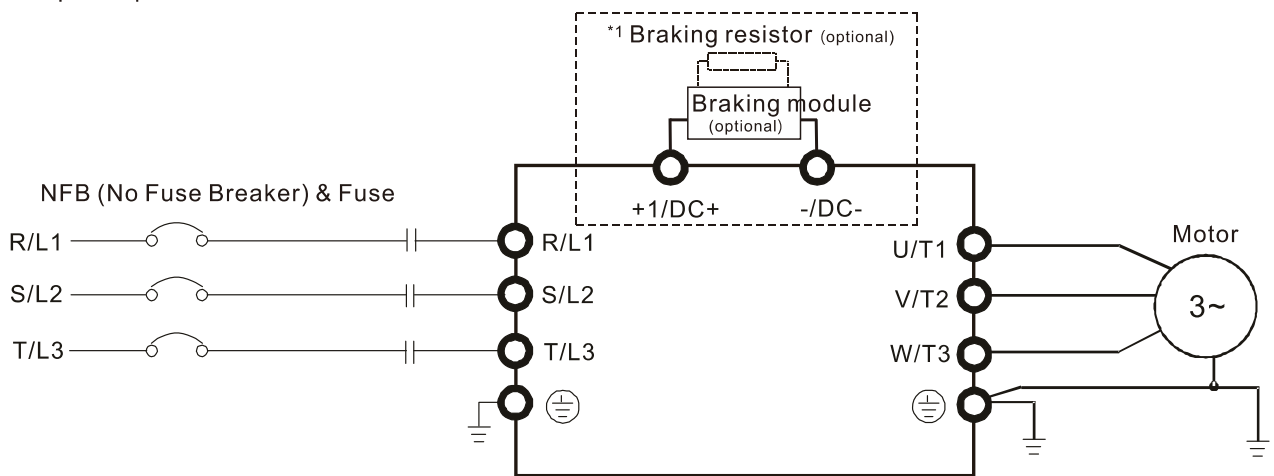 *1 Braking resistor (optional)
Braking module
(optional)
+1/DC+
-/DC-
NFB (No Fuse Breaker) & Fuse
R/L1
R/L1
U/T1
Motor
S/L2
S/L2
V/T2
3~
T/L3
T/L3
W/T3